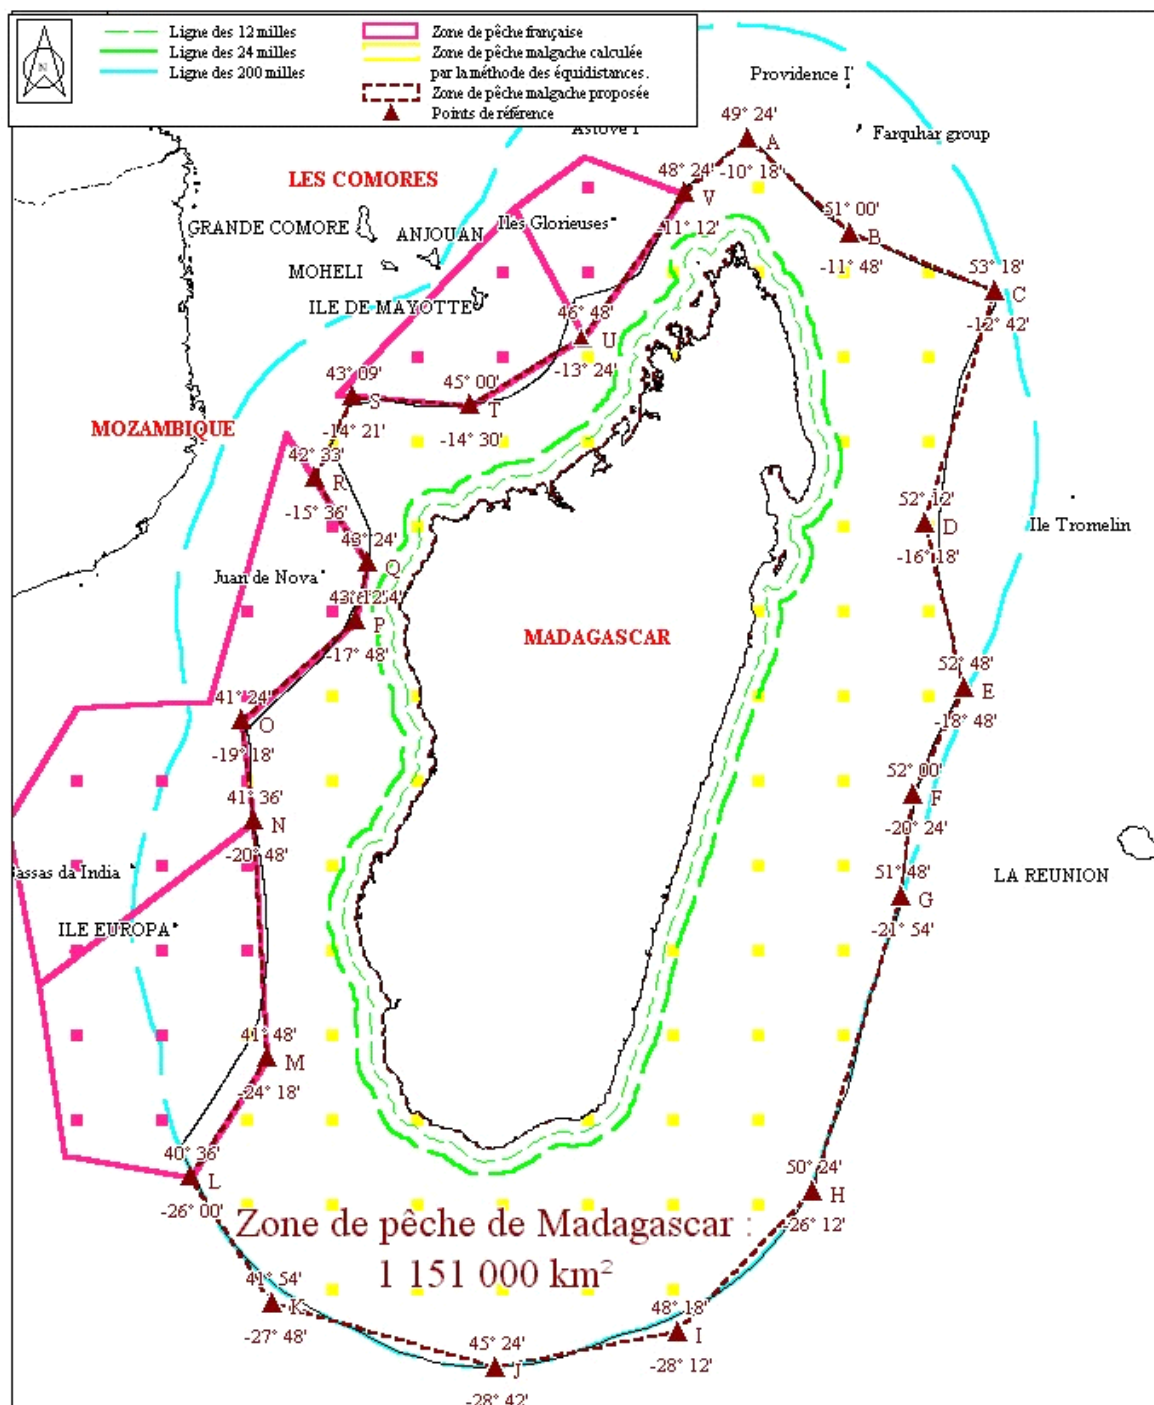 N
Ligne des 12 milles
Ligne des 24 milles
Ligne des 200 milles
Zone de pêche française
Zone de pêche malgache calculée
par la méthode des équidistances.
Zone de pêche malgache proposée
Points de référence
Providence I
Astove I
Farquhar group
49° 24'
A
-10° 18'
LES COMORES
48° 24'
V
-11° 12'
GRANDE COMORE
ANJOUAN
Iles Glorieuses
51° 00'
B
-11° 48'
MOHELI
ILE DE MAYOTTE
53° 18'
C
-12° 42'
46° 48'
U
-13° 24'
43° 09'
S
-14° 21'
45° 00'
T
-14° 30'
MOZAMBIQUE
42° 33'
R
-15° 36'
52° 12'
D
-16° 18'
Ile Tromelin
43° 24'
Q
Juan de Nova
43° 12'
P
-17° 48'
MADAGASCAR
52° 48'
E
-18° 48'
41° 24'
O
-19° 18'
52° 00'
F
-20° 24'
41° 36'
N
-20° 48'
assas da India
51° 48'
G
-21° 54'
LA REUNION
ILE EUROPA
41° 48'
M
-24° 18'
40° 36'
L
-26° 00'
50° 24'
H
-26° 12'
Zone de pêche de Madagascar :
1 151 000 km²
41° 54'
K
-27° 48'
48° 18'
I
-28° 12'
45° 24'
J
-28° 42'